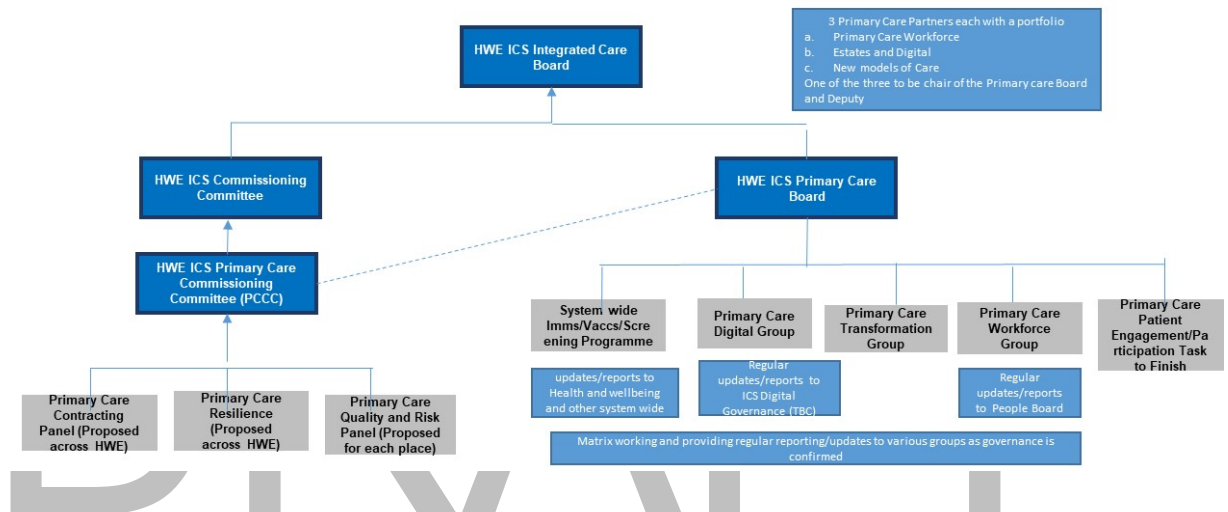 HWE ICS Integrated Care
Board
3 Primary Care Partners each with a portfolio
a. Primary Care Workforce
b. Estates and Digital
c. New models of Care
One of the three to be chair of the Primary care Board
and Deputy
HWE ICS Commissioning
Committee
HWE ICS Primary Care
Board
HWE ICS Primary Care
Commissioning
Committee (PCCC)
System wide
Imms/Vaccs/Scre
ening Programme
Primary Care
Digital Group
Primary Care
Transformation
Group
Primary Care
Workforce
Group
Primary Care
Patient
Engagement/Pa
rticipation Task
to Finish
updates/reports to
Health and wellbeing
and other system wide
Regular
updates/reports to
ICS Digital
Governance (TBC)
Regular
updates/reports
to People Board
Primary Care
Contracting
Panel (Proposed
across HWE)
Primary Care
Resilience
(Proposed
across HWE)
Primary Care
Quality and Risk
Panel (Proposed
for each place)
Matrix working and providing regular reporting/updates to various groups as governance is
confirmed